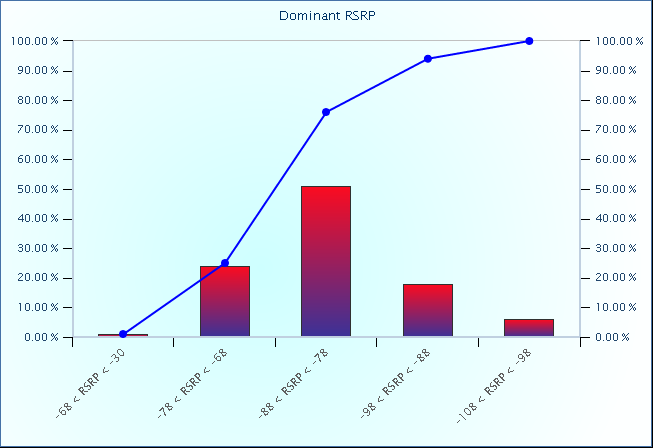 Dominant RSRP
100.00 % 100.00 %
90.00 % 90.00 %
80.00 % 80.00 %
70.00 % 70.00 %
60.00 % 60.00 %
50.00 % 50.00 %
40.00 % 40.00 %
30.00 % 30.00 %
20.00 % 20.00 %
10.00 % 10.00 %
0.00 % 0.00 %
-68 < RSRP < -30
-78 < RSRP < -68
-88 < RSRP < -78
-98 < RSRP < -88
-108 < RSRP < -98